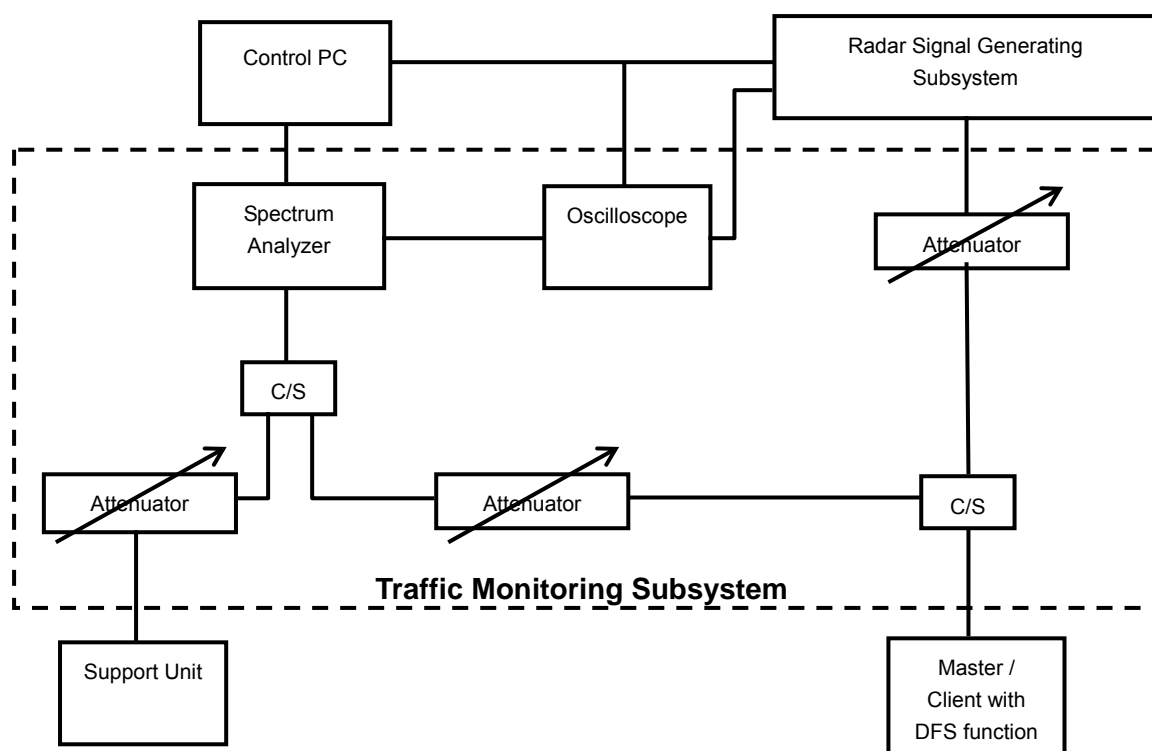 Control PC
Radar Signal Generating
Subsystem
Spectrum
Analyzer
Oscilloscope
Attenuator
C/S
Attenuator
Attenuator
C/S
Traffic Monitoring Subsystem
Support Unit
Master /
Client with
DFS function